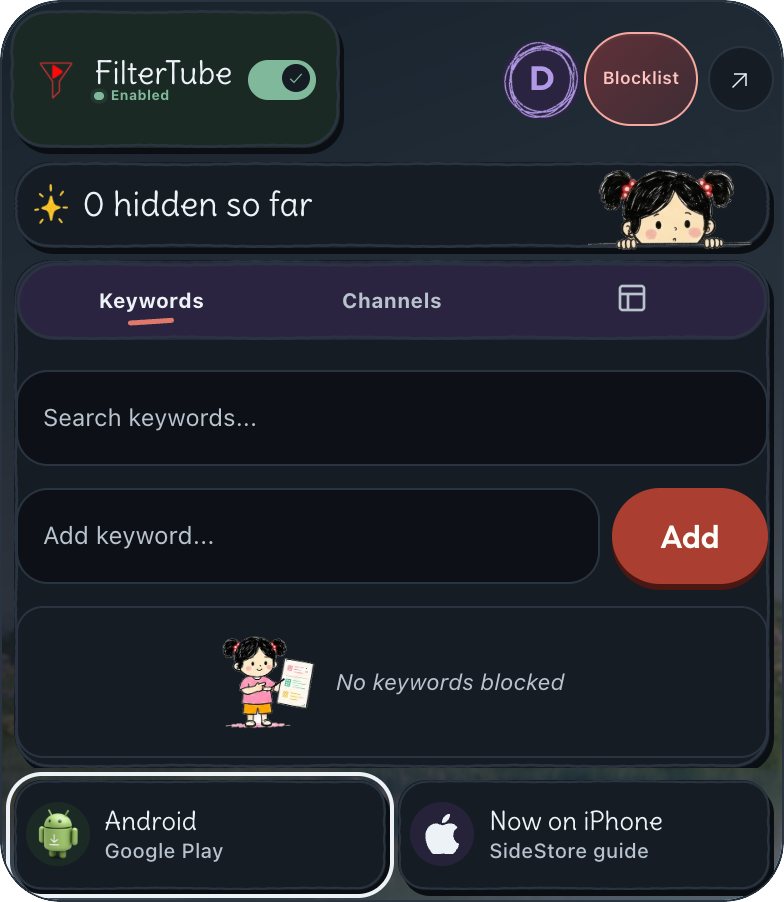 FilterTube
Enabled
D
Blocklist
0 hidden so far
Keywords
Channels
Search keywords...
Add keyword...
Add
No keywords blocked
Android
Google Play
Now on iPhone
SideStore guide